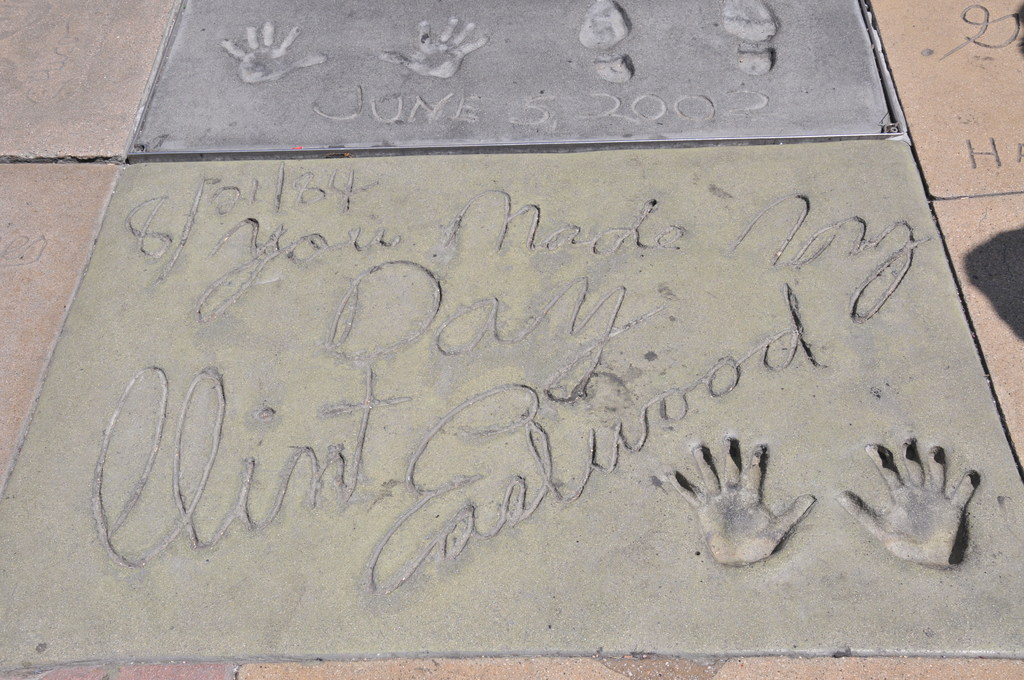 JUNE 5, 2002
8/21/84
you Made My
Day
Clint
Eastwood